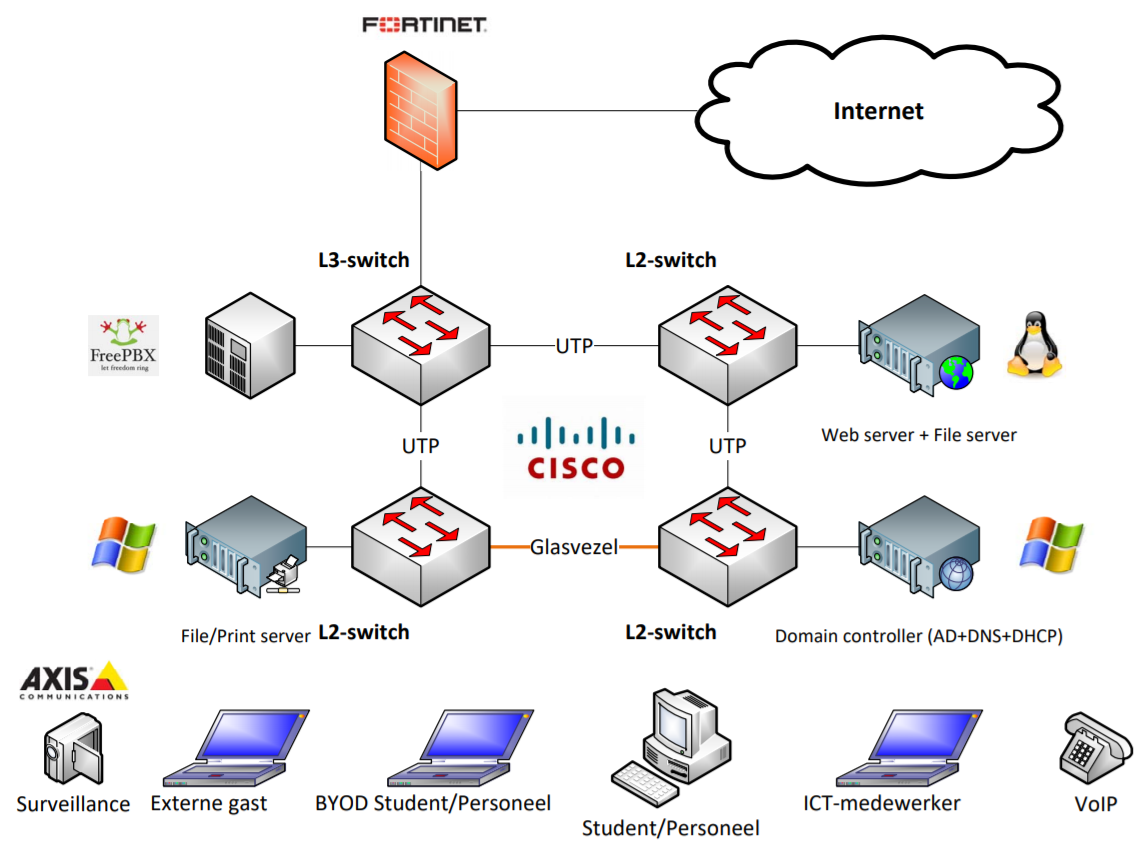 FORTINET
Internet
L3-switch
L2-switch
FreePBX
let freedom ring
UTP
UTP
UTP
CISCO
Web server + File server
Glasvezel
File/Print server
L2-switch
L2-switch
Domain controller (AD+DNS+DHCP)
AXIS
COMMUNICATIONS
Surveillance
Externe gast
BYOD Student/Personeel
Student/Personeel
ICT-medewerker
VoIP